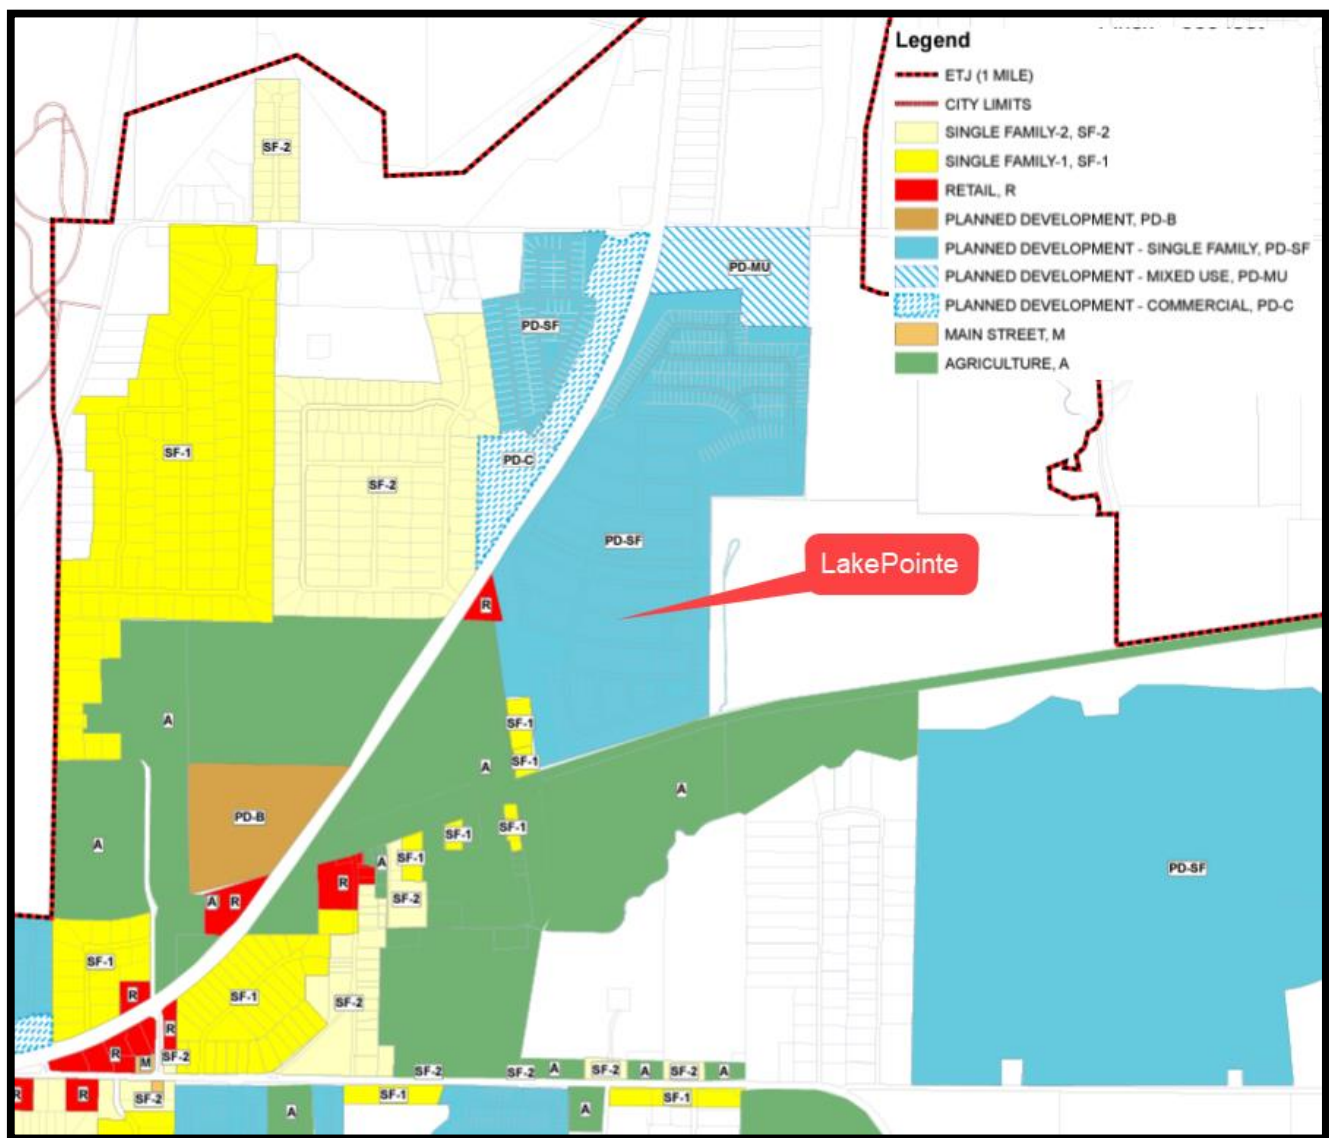 Legend
ETJ (1 MILE)
CITY LIMITS
SINGLE FAMILY-2, SF-2
SINGLE FAMILY-1, SF-1
RETAIL, R
PLANNED DEVELOPMENT, PD-B
PLANNED DEVELOPMENT - SINGLE FAMILY, PD-SF
PLANNED DEVELOPMENT - MIXED USE, PD-MU
PLANNED DEVELOPMENT - COMMERCIAL, PD-C
MAIN STREET, M
AGRICULTURE, A
SF-2
PD-MU
PD-SF
SF-1
PD-C
SF-2
PD-SF
LakePointe
R
A
SF-1
SF-1
A
A
PD-B
SF-1
SF-1
A
SF-1
A
PD-SF
R
SF-2
A
R
SF-1
R
SF-1
SF-2
R
R
SF-2
M
SF-2
SF-2
A
SF-2
A
SF-2
A
R
R
SF-2
SF-1
SF-1
A
A